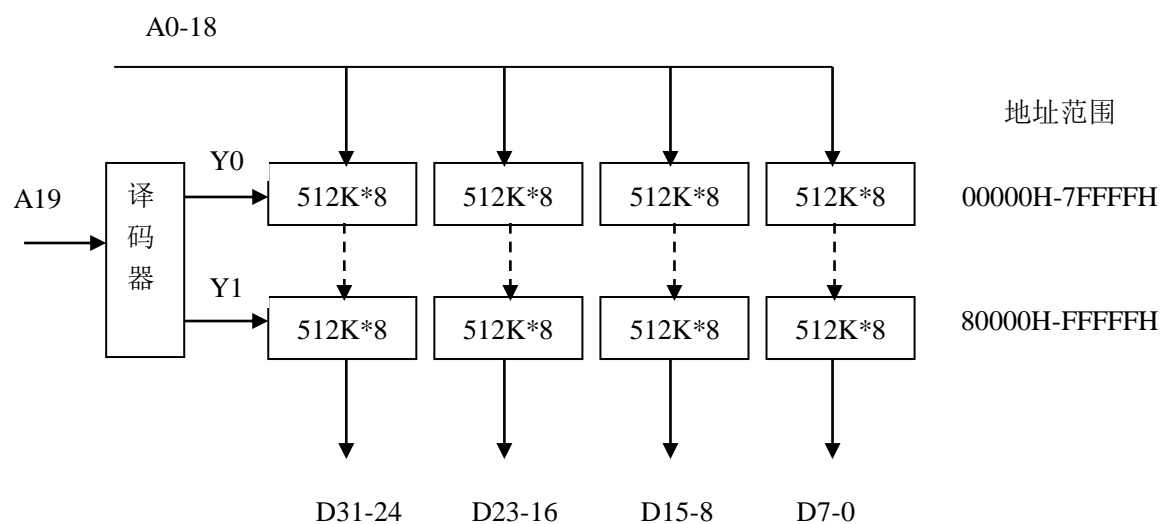 A0-18
地址范围
A19
译码器
Y0
512K*8 512K*8 512K*8 512K*8
00000H-7FFFFH
Y1
512K*8 512K*8 512K*8 512K*8
80000H-FFFFFH
D31-24 D23-16 D15-8 D7-0